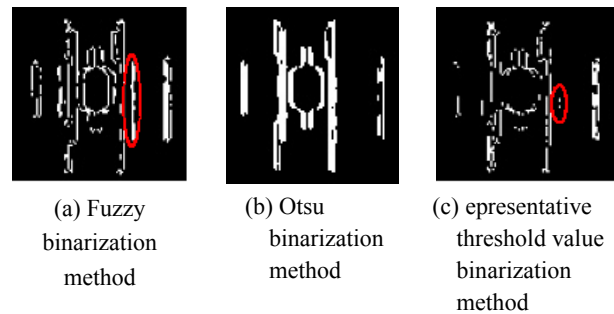 (a) Fuzzy
binarization
method
(b) Otsu
binarization
method
(c) epresentative
threshold value
binarization
method